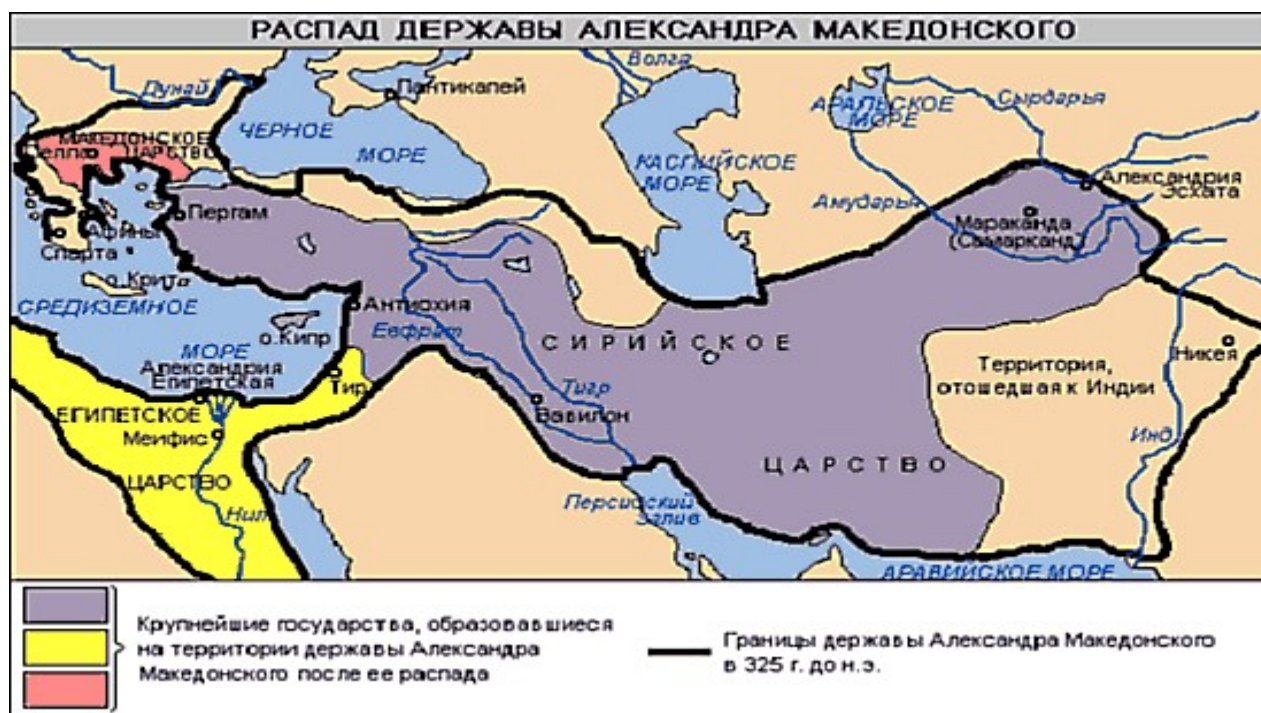 РАСПАД ДЕРЖАВЫ АЛЕКСАНДРА МАКЕДОНСКОГО
Дунай
Волга
Пантикапей
ЧЕРНОЕ
МОРЕ
АРАЛЬСКОЕ
МОРЕ
Сырдарья
МАКЕДОНСКОЕ
Пелла
ЦАРСТВО
КАСПИЙСКОЕ
МОРЕ
Александрия
Эсхата
Амударья
Мараканда
(Самарканд)
Пергам
Афины
Спарта
о.Крит
СРЕДИЗЕМНОЕ
МОРЕ
Антиохия
Евфрат
о.Кипр
СИРИЙСКОЕ
ЦАРСТВО
Никея
Территория,
отошедшая к Индии
Александрия
Египетская
Тир
Тигр
Вавилон
Инд
ЕГИПЕТСКОЕ
Меифис
ЦАРСТВО
Нил
Персидский
Залив
АРАВИЙСКОЕ МОРЕ
Крупнейшие государства, образовавшиеся
на территории державы Александра
Македонского после ее распада
Границы державы Александра Македонского
в 325 г. до н.э.